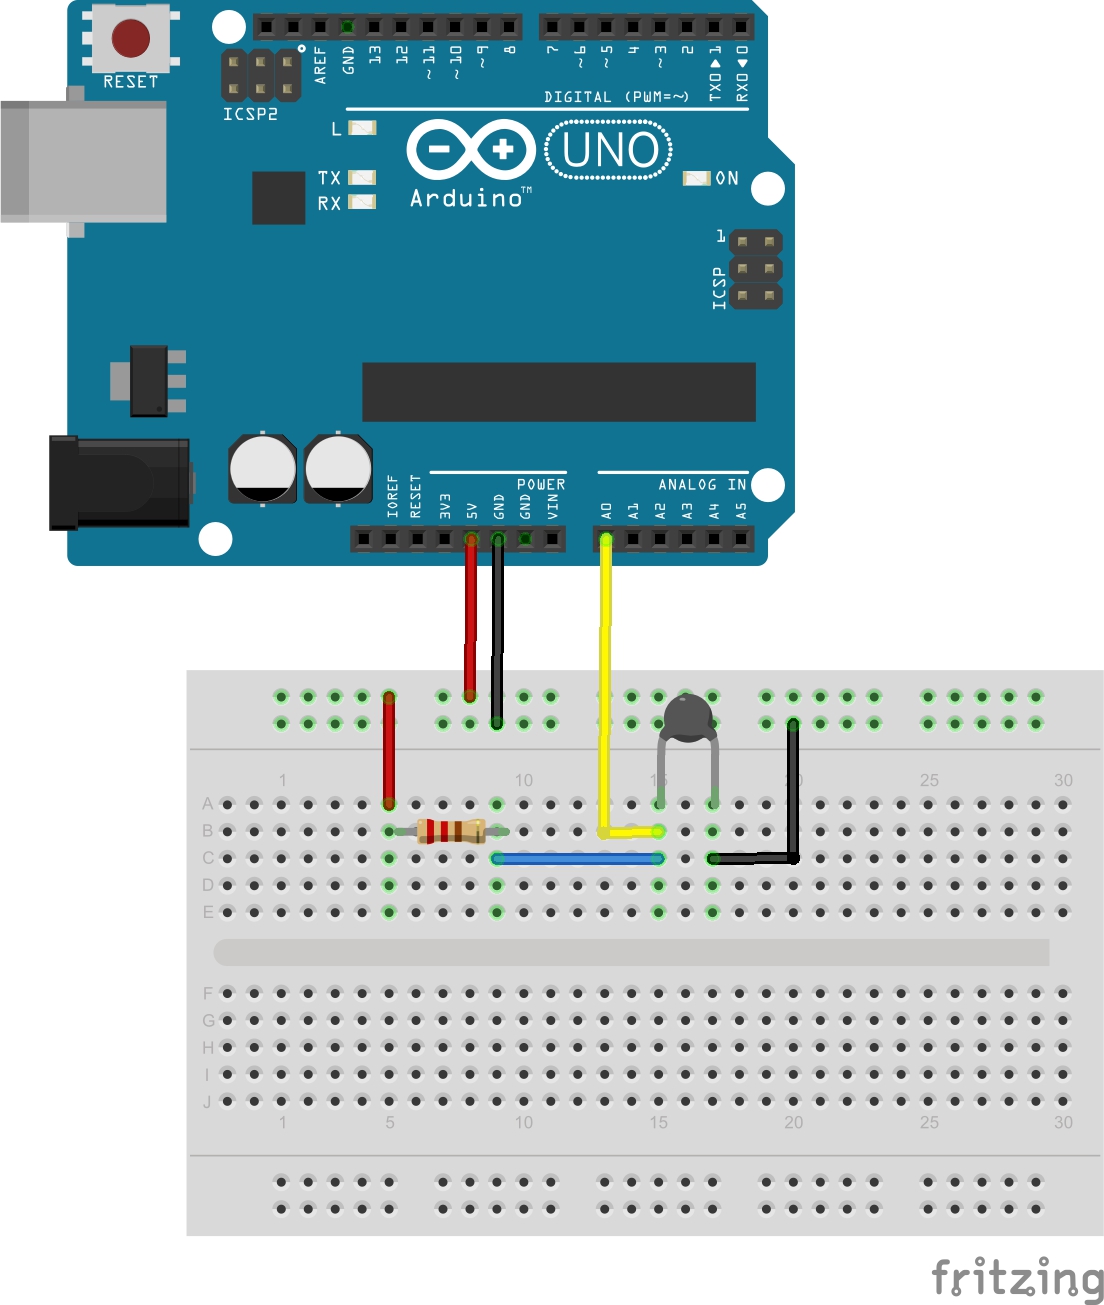 AREF
GND
13
12
~11
~10
~9
8
7
~6
~5
4
~3
2
TX0▶1
RX0◀0
RESET
ICSP2
DIGITAL (PWM=~)
L
TX
RX
Arduino™
UNO
ON
1
ICSP
IOREF
RESET
3V3
5V
GND
GND
VIN
POWER
ANALOG IN
A0
A1
A2
A3
A4
A5
1 10 15 20 25 30
A
B
C
D
E
F
G
H
I
J
1 5 10 15 20 25 30
fritzing